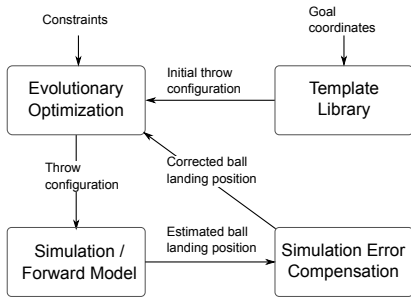 Constraints
Goal
coordinates
Evolutionary
Optimization
Initial throw
configuration
Template
Library
Throw
configuration
Corrected ball
landing position
Simulation /
Forward Model
Estimated ball
landing position
Simulation Error
Compensation